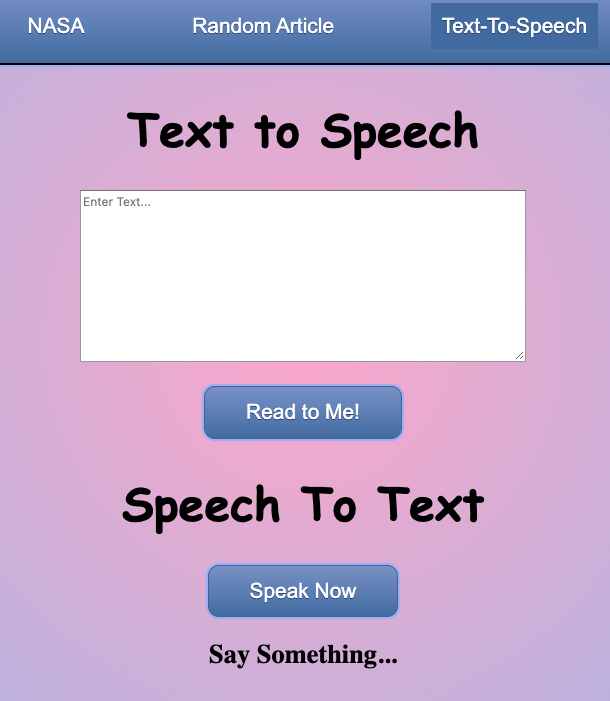 NASA Random Article Text-To-Speech
Text to Speech
Enter Text...
Read to Me!
Speech To Text
Speak Now
Say Something...